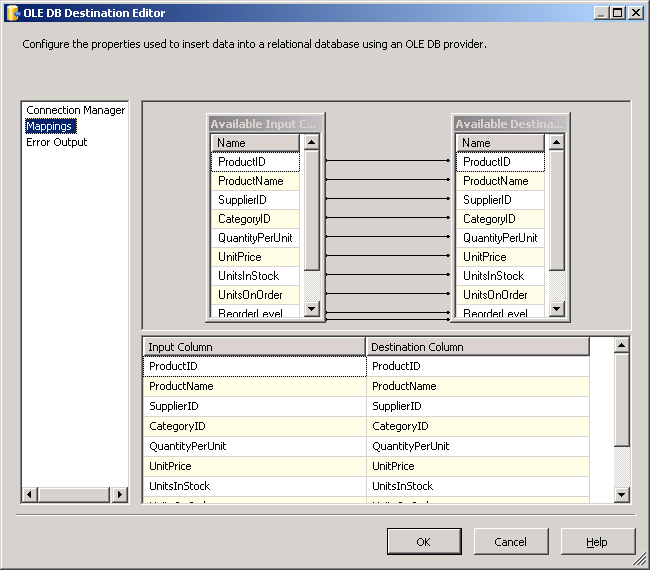 OLE DB Destination Editor
Configure the properties used to insert data into a relational database using an OLE DB provider.
Connection Manager
Mappings
Error Output
Available Input C...
Name
ProductID
ProductName
SupplierID
CategoryID
QuantityPerUnit
UnitPrice
UnitsInStock
UnitsOnOrder
ReorderLevel
Available Destina...
Name
ProductID
ProductName
SupplierID
CategoryID
QuantityPerUnit
UnitPrice
UnitsInStock
UnitsOnOrder
ReorderLevel
Input Column Destination Column
ProductID ProductID
ProductName ProductName
SupplierID SupplierID
CategoryID CategoryID
QuantityPerUnit QuantityPerUnit
UnitPrice UnitPrice
UnitsInStock UnitsInStock
UnitsOnOrder UnitsOnOrder
OK Cancel Help